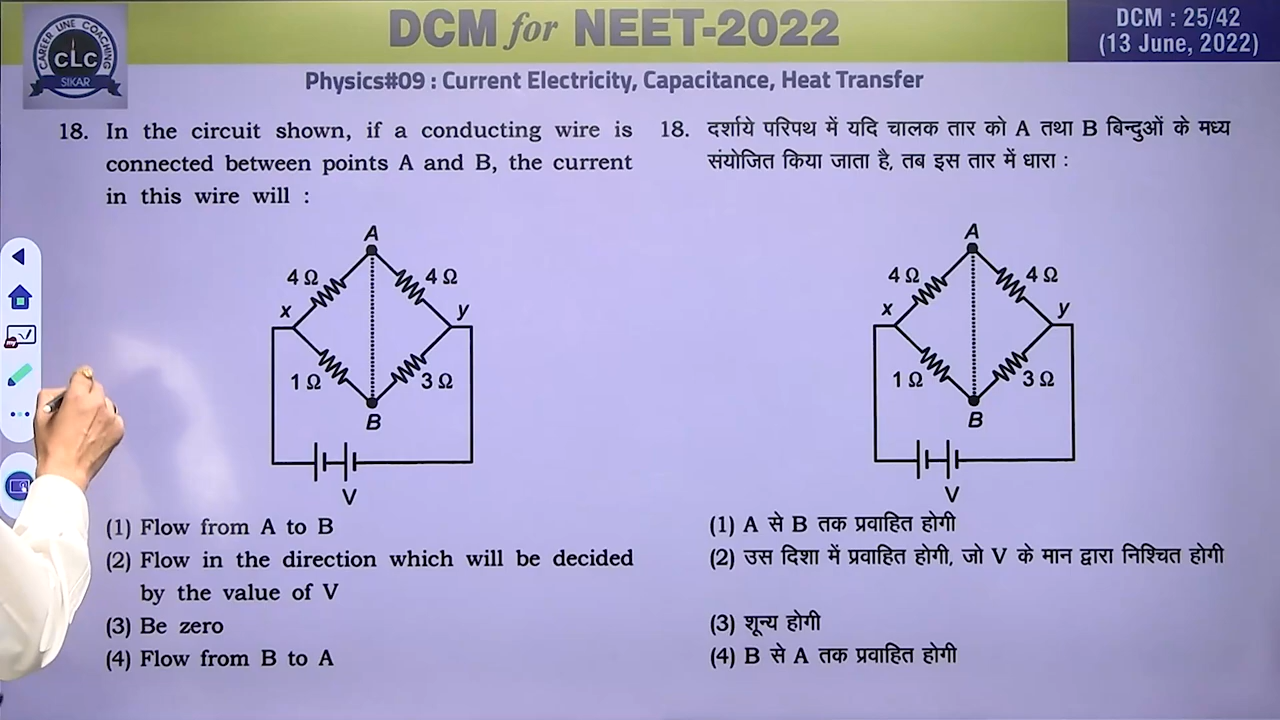 CAREER LINE COACHING
CLC
SIKAR
DCM for NEET-2022
DCM : 25/42
(13 June, 2022)
Physics#09 : Current Electricity, Capacitance, Heat Transfer
18. In the circuit shown, if a conducting wire is
connected between points A and B, the current
in this wire will :
A
4 Ω
4 Ω
x
y
1 Ω
3 Ω
B
V
(1) Flow from A to B
(2) Flow in the direction which will be decided
by the value of V
(3) Be zero
(4) Flow from B to A
18. दर्शाये परिपथ में यदि चालक तार को A तथा B बिन्दुओं के मध्य
संयोजित किया जाता है, तब इस तार में धारा :
A
4 Ω
4 Ω
x
y
1 Ω
3 Ω
B
V
(1) A से B तक प्रवाहित होगी
(2) उस दिशा में प्रवाहित होगी, जो V के मान द्वारा निश्चित होगी
(3) शून्य होगी
(4) B से A तक प्रवाहित होगी